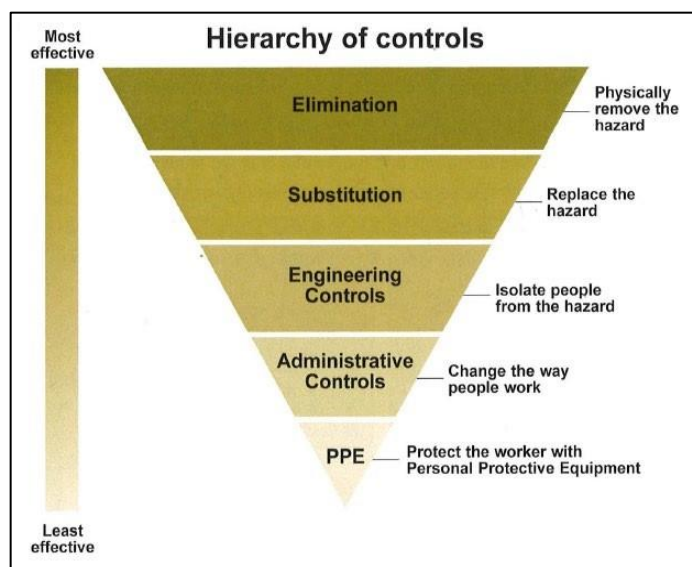 Most
effective
Hierarchy of controls
Elimination
Physically
remove the
hazard
Substitution
Replace the
hazard
Engineering
Controls
Isolate people
from the hazard
Administrative
Controls
Change the way
people work
PPE
Protect the worker with
Personal Protective Equipment
Least
effective